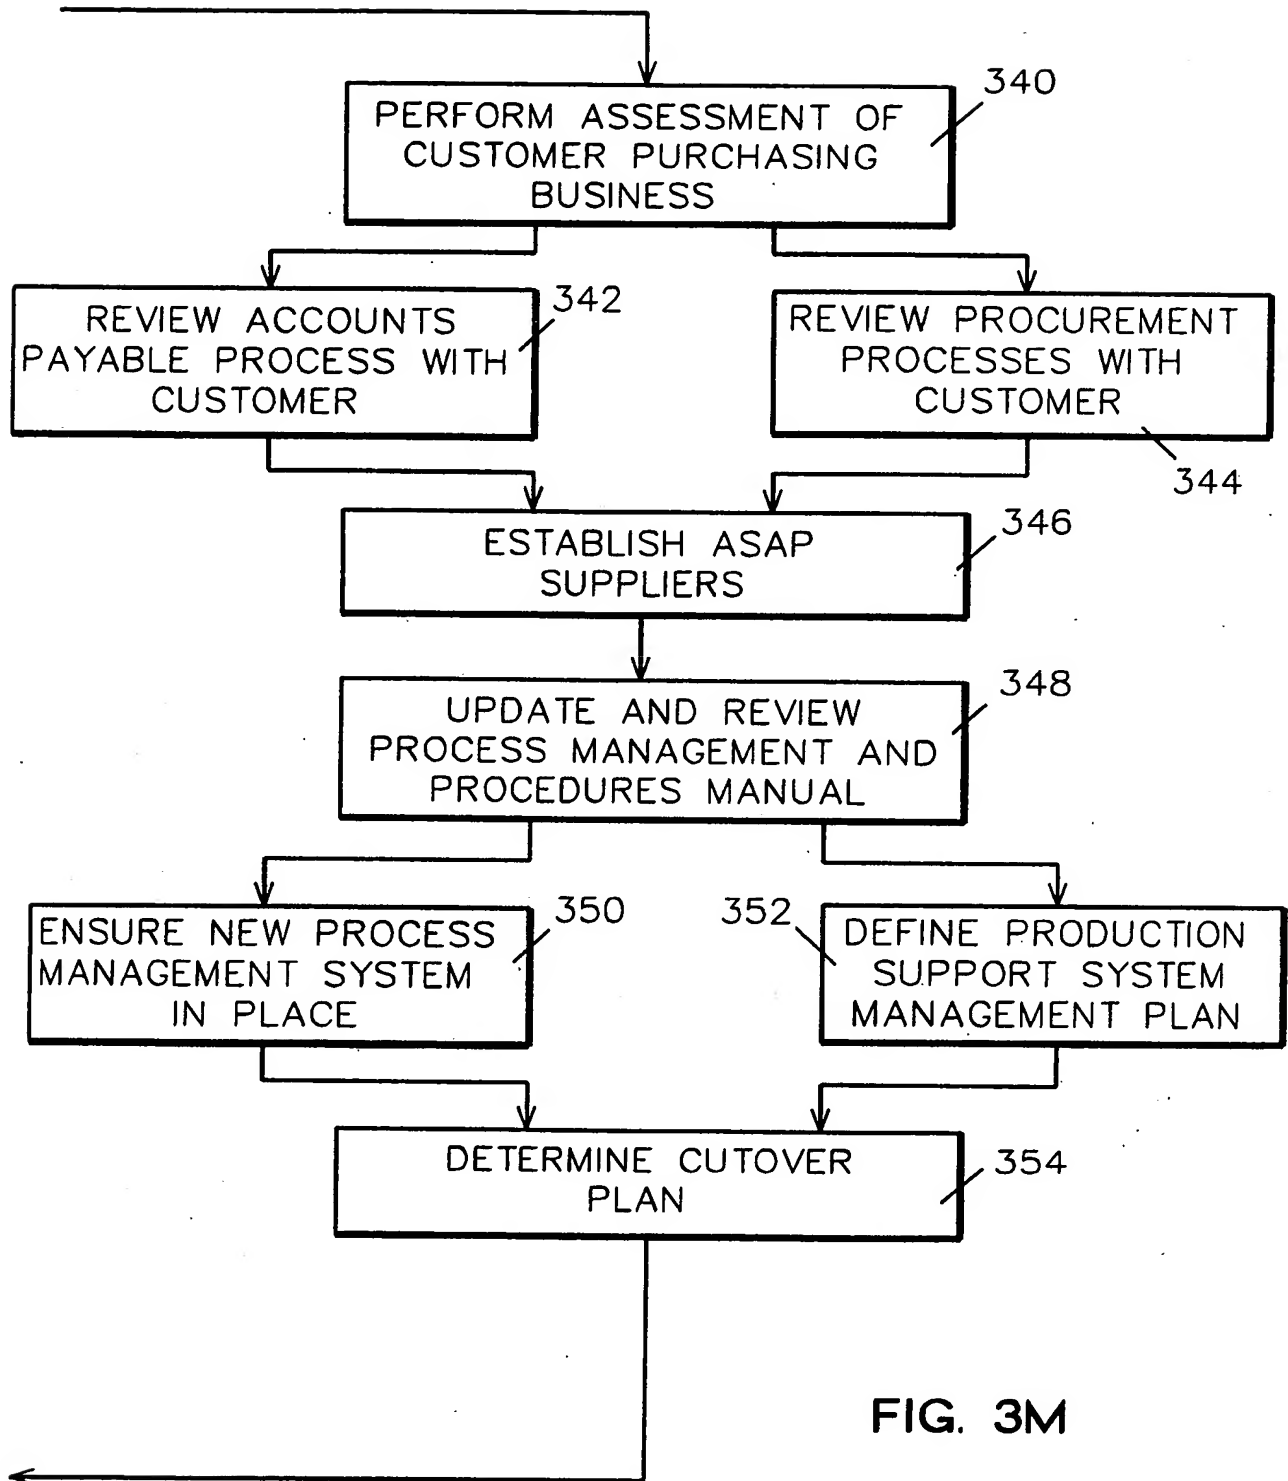 340
PERFORM ASSESSMENT OF
CUSTOMER PURCHASING
BUSINESS
342
REVIEW ACCOUNTS
PAYABLE PROCESS WITH
CUSTOMER
REVIEW PROCUREMENT
PROCESSES WITH
CUSTOMER
344
346
ESTABLISH ASAP
SUPPLIERS
348
UPDATE AND REVIEW
PROCESS MANAGEMENT AND
PROCEDURES MANUAL
350
ENSURE NEW PROCESS
MANAGEMENT SYSTEM
IN PLACE
352
DEFINE PRODUCTION
SUPPORT SYSTEM
MANAGEMENT PLAN
DETERMINE CUTOVER
PLAN
354
FIG. 3M